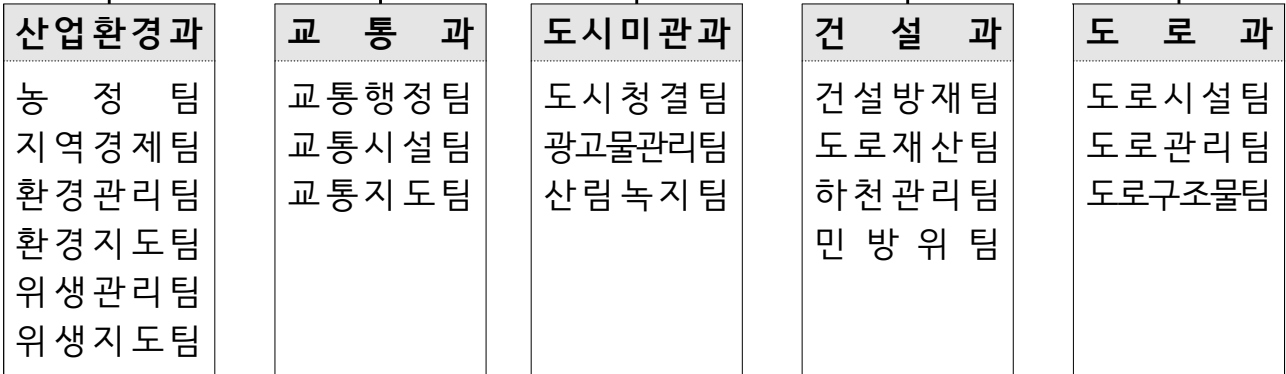 산업환경과
농정팀
지역경제팀
환경관리팀
환경지도팀
위생관리팀
위생지도팀
교통과
교통행정팀
교통시설팀
교통지도팀
도시미관과
도시청결팀
광고물관리팀
산림녹지팀
건설과
건설방재팀
도로재산팀
하천관리팀
민방위팀
도로과
도로시설팀
도로관리팀
도로구조물팀